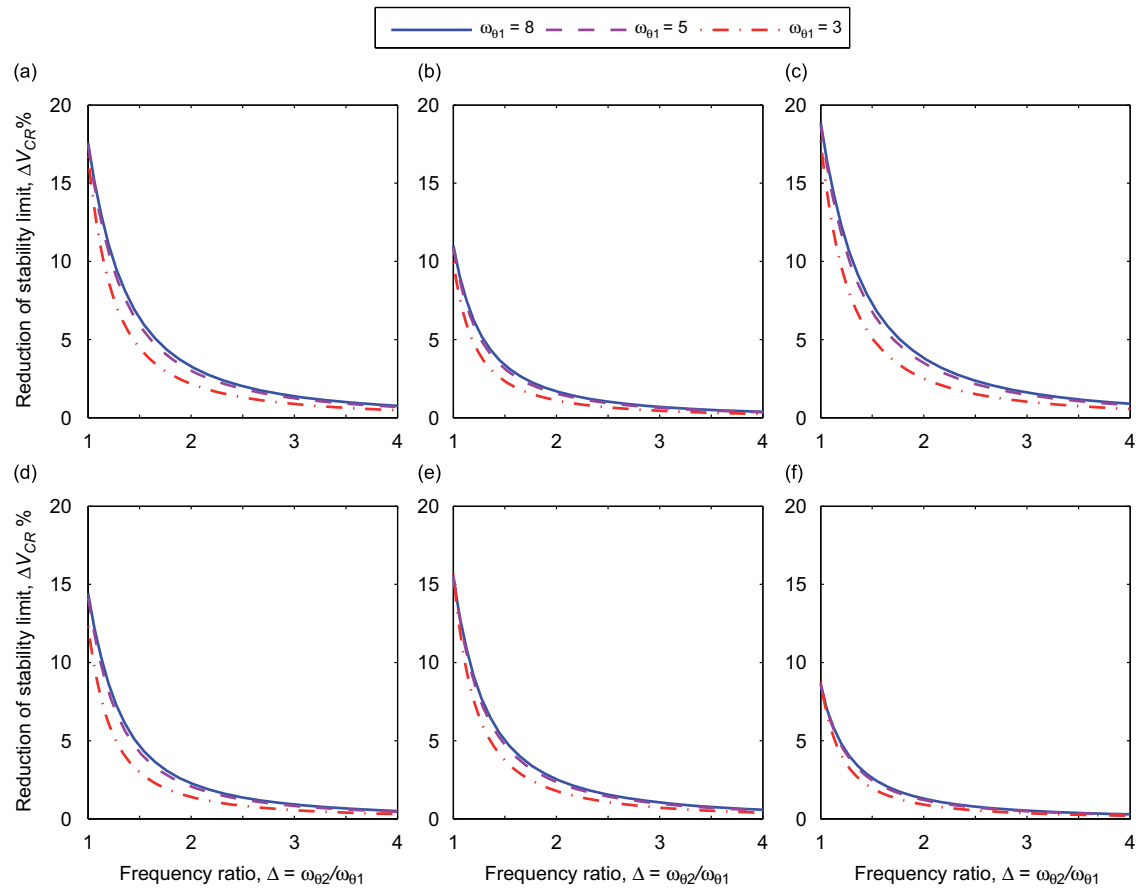 ωθ1 = 8 ωθ1 = 5 ωθ1 = 3
(a) (b) (c)
Reduction of stability limit, ΔVCR%
20 20 20
15 15 15
10 10 10
5 5 5
0 0 0
1 2 3 4 1 2 3 4 1 2 3 4
(d) (e) (f)
Reduction of stability limit, ΔVCR %
20 20 20
15 15 15
10 10 10
5 5 5
0 0 0
1 2 3 4 1 2 3 4 1 2 3 4
Frequency ratio, Δ = ωθ2/ωθ1 Frequency ratio, Δ = ωθ2/ωθ1 Frequency ratio, Δ = ωθ2/ωθ1